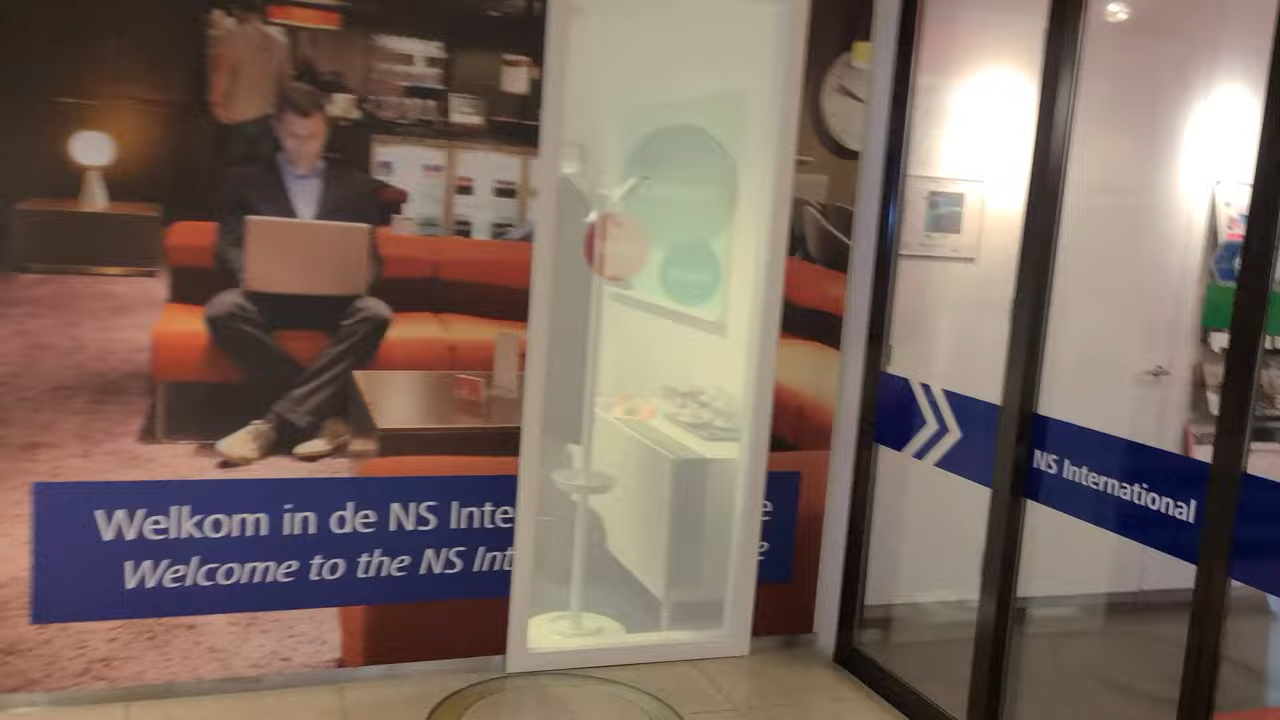 Welkom in de NS Inte e
Welcome to the NS Int e
NS International